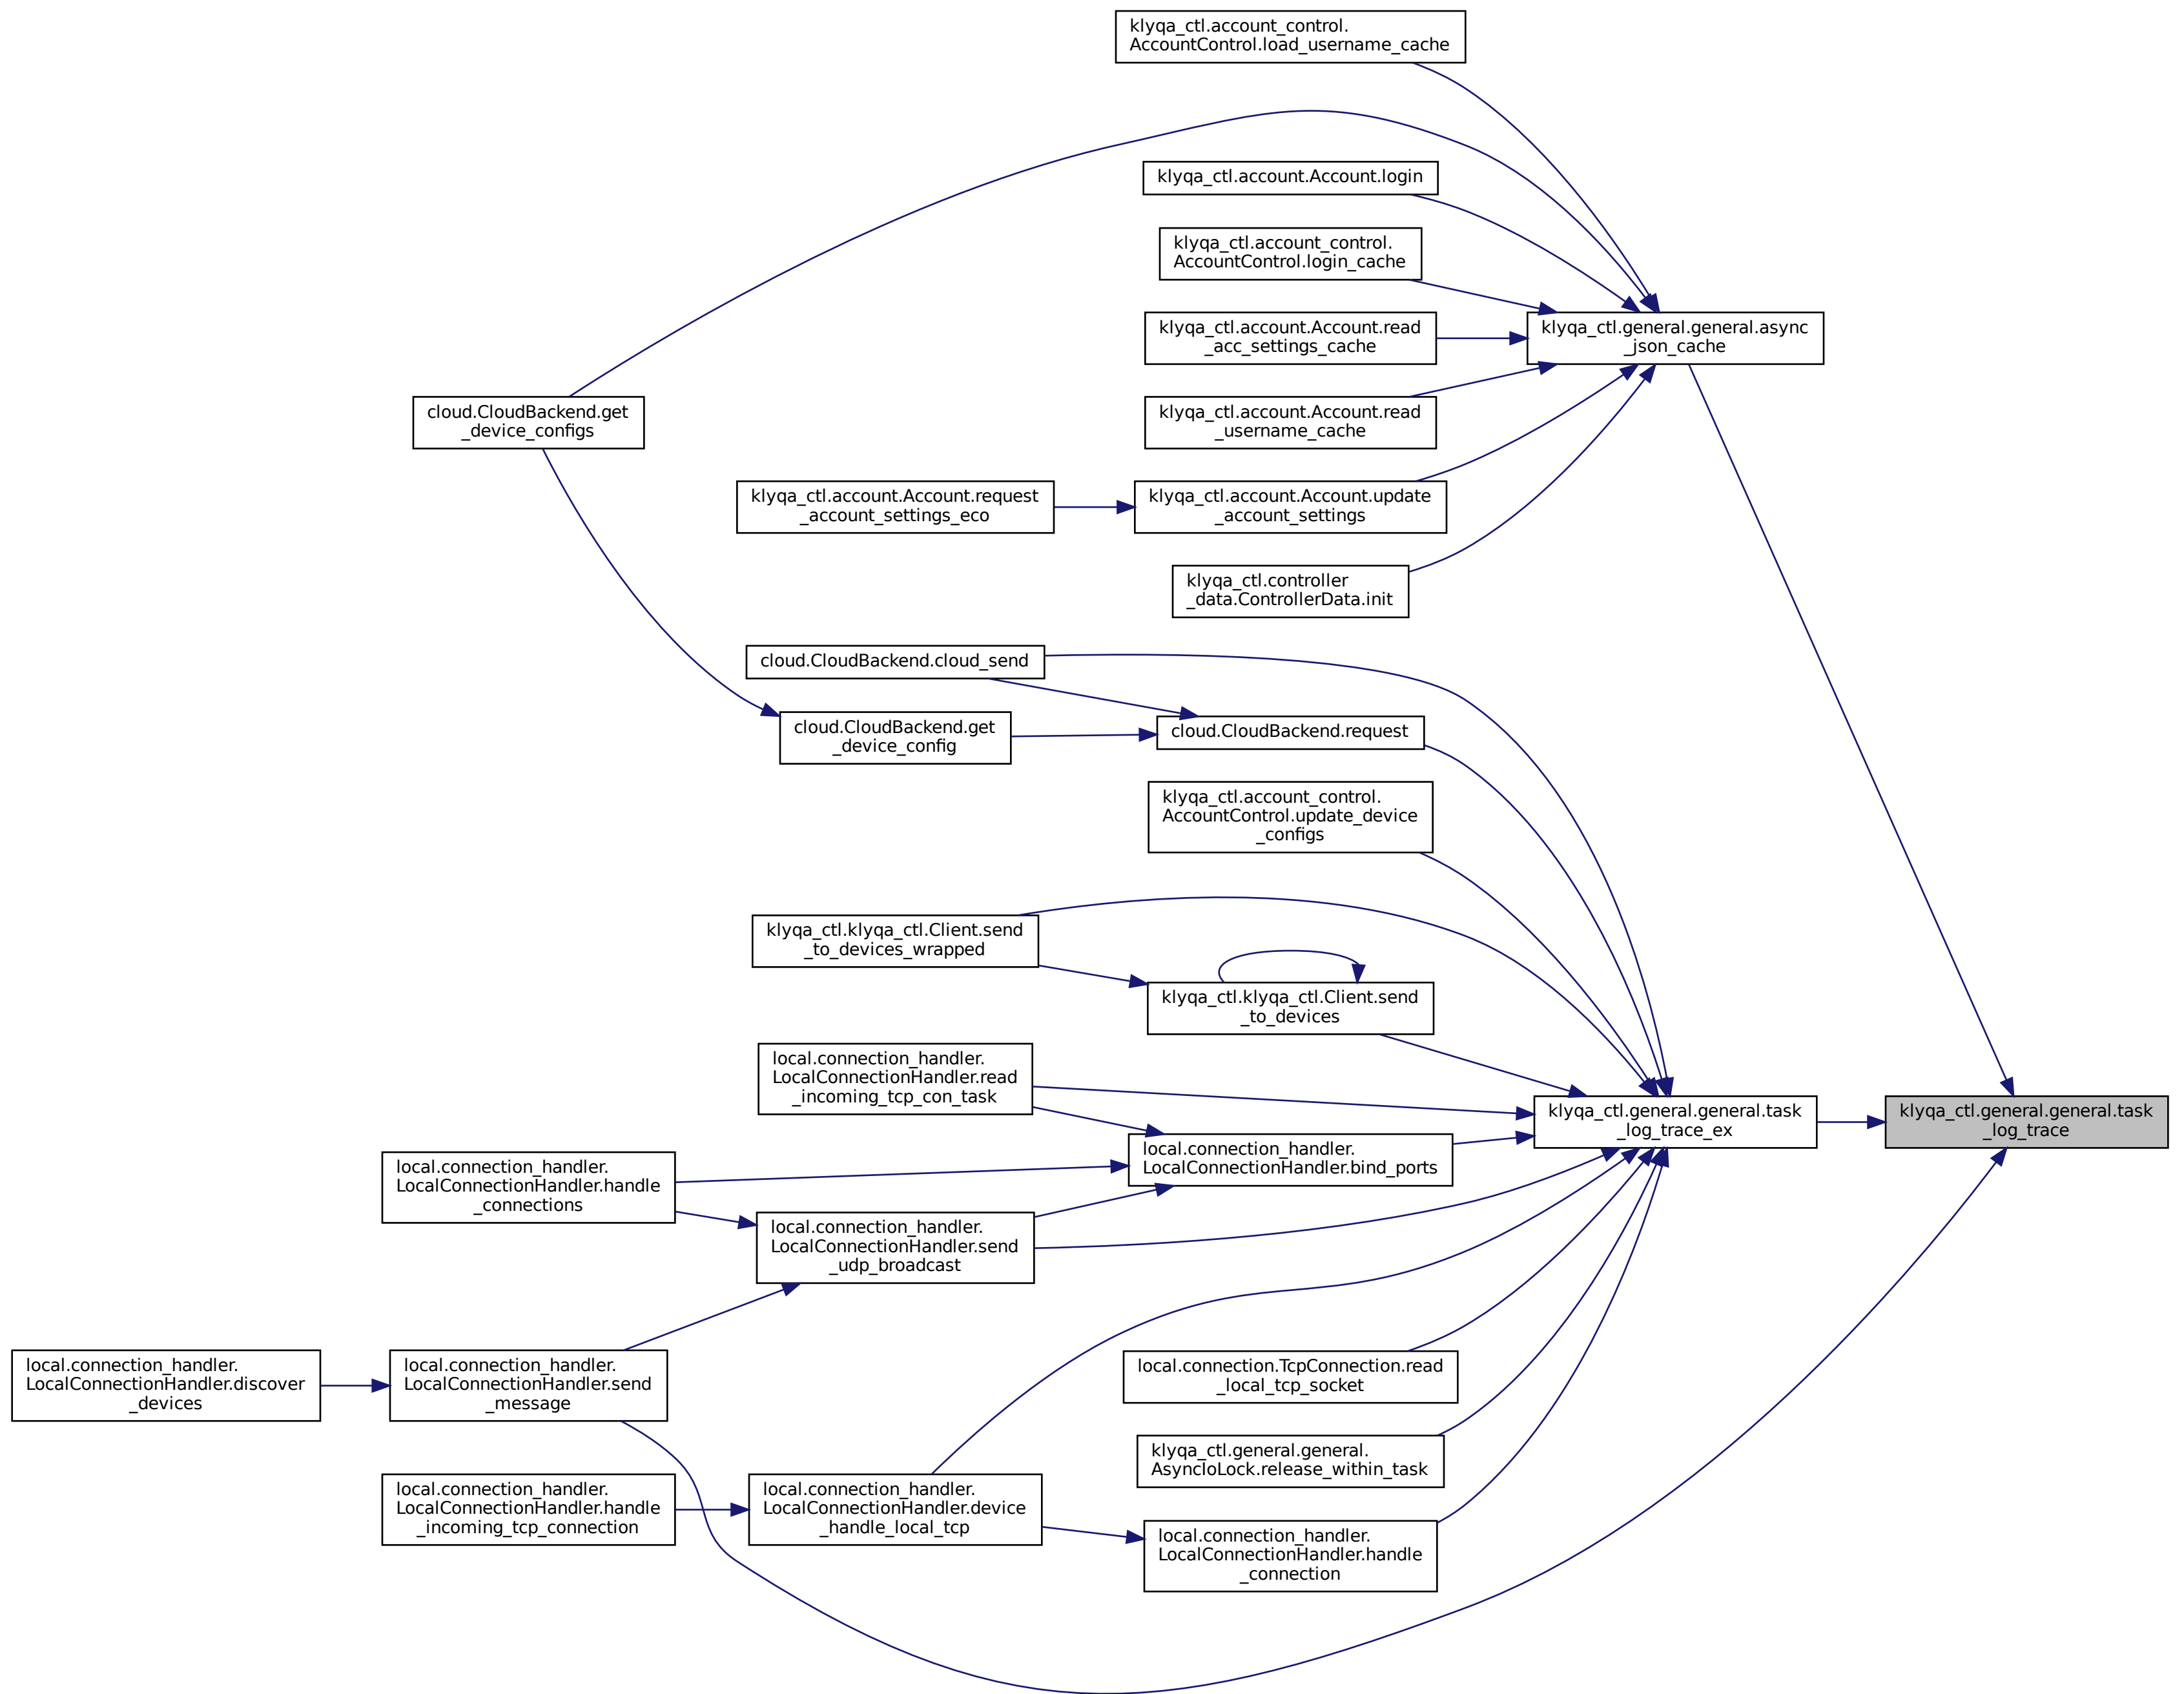 klyqa_ctl.account_control.
AccountControl.load_username_cache
klyqa_ctl.account.Account.login
klyqa_ctl.account_control.
AccountControl.login_cache
klyqa_ctl.general.general.async
_json_cache
klyqa_ctl.account.Account.read
_acc_settings_cache
klyqa_ctl.account.Account.read
_username_cache
cloud.CloudBackend.get
_device_configs
klyqa_ctl.account.Account.request
_account_settings_eco
klyqa_ctl.account.Account.update
_account_settings
klyqa_ctl.controller
_data.ControllerData.init
cloud.CloudBackend.cloud_send
cloud.CloudBackend.get
_device_config
cloud.CloudBackend.request
klyqa_ctl.account_control.
AccountControl.update_device
_configs
klyqa_ctl.klyqa_ctl.Client.send
_to_devices_wrapped
klyqa_ctl.klyqa_ctl.Client.send
_to_devices
local.connection_handler.
LocalConnectionHandler.read
_incoming_tcp_con_task
klyqa_ctl.general.general.task
_log_trace_ex
klyqa_ctl.general.general.task
_log_trace
local.connection_handler.
LocalConnectionHandler.bind_ports
local.connection_handler.
LocalConnectionHandler.handle
_connections
local.connection_handler.
LocalConnectionHandler.send
_udp_broadcast
local.connection_handler.
LocalConnectionHandler.discover
_devices
local.connection_handler.
LocalConnectionHandler.send
_message
local.connection.TcpConnection.read
_local_tcp_socket
klyqa_ctl.general.general.
AsyncIoLock.release_within_task
local.connection_handler.
LocalConnectionHandler.handle
_incoming_tcp_connection
local.connection_handler.
LocalConnectionHandler.device
_handle_local_tcp
local.connection_handler.
LocalConnectionHandler.handle
_connection